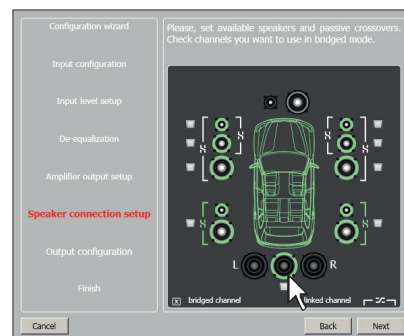 Configuration wizard
Input configuration
Input level setup
De-equalization
Amplifier output setup
Speaker connection setup
Output configuration
Finish
Please, set available speakers and passive crossovers.
Check channels you want to use in bridged mode.
L R
X bridged channel linked channel
Cancel Back Next